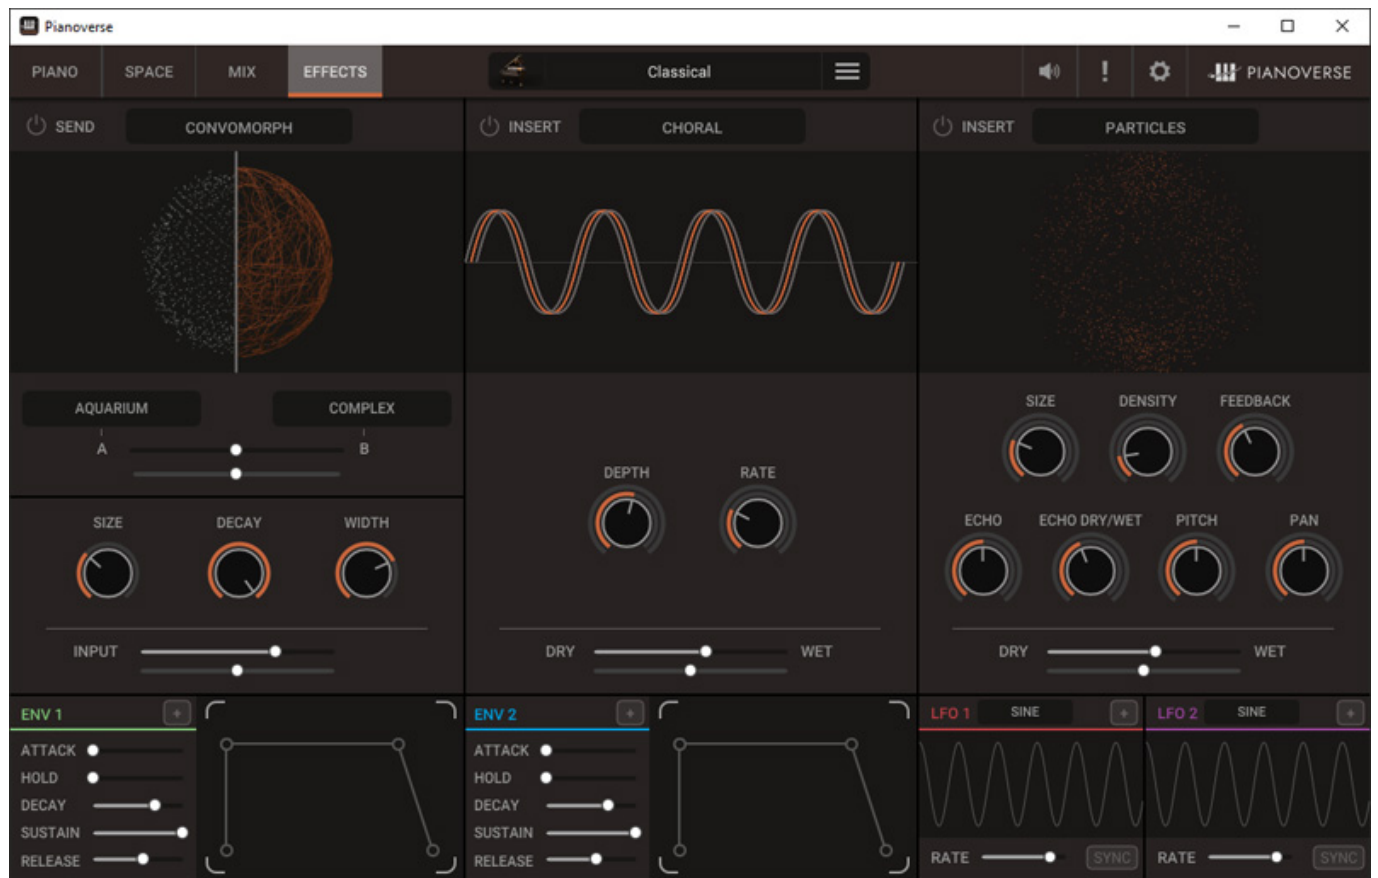 Pianoverse
PIANO SPACE MIX EFFECTS Classical PIANOVERSE
SEND CONVOMORPH
INSERT CHORAL
INSERT PARTICLES
AQUARIUM COMPLEX
A B
SIZE DECAY WIDTH
INPUT
DEPTH RATE
DRY WET
SIZE DENSITY FEEDBACK
ECHO ECHO DRY/WET PITCH PAN
DRY WET
ENV 1 +
ATTACK
HOLD
DECAY
SUSTAIN
RELEASE
ENV 2 +
ATTACK
HOLD
DECAY
SUSTAIN
RELEASE
LFO 1 SINE +
RATE SYNC
LFO 2 SINE +
RATE SYNC